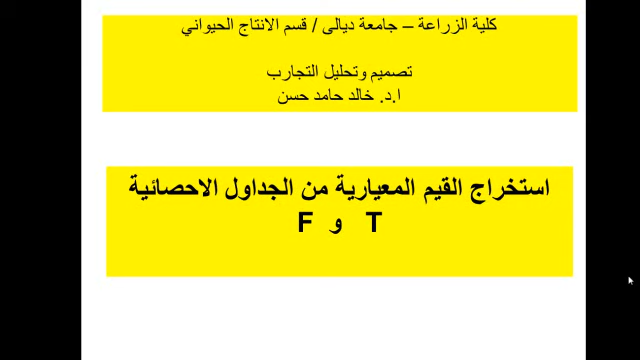 كلية الزراعة – جامعة ديالى / قسم الانتاج الحيواني
تصميم وتحليل التجارب
ا.د. خالد حامد حسن
استخراج القيم المعيارية من الجداول الاحصائية
T و F